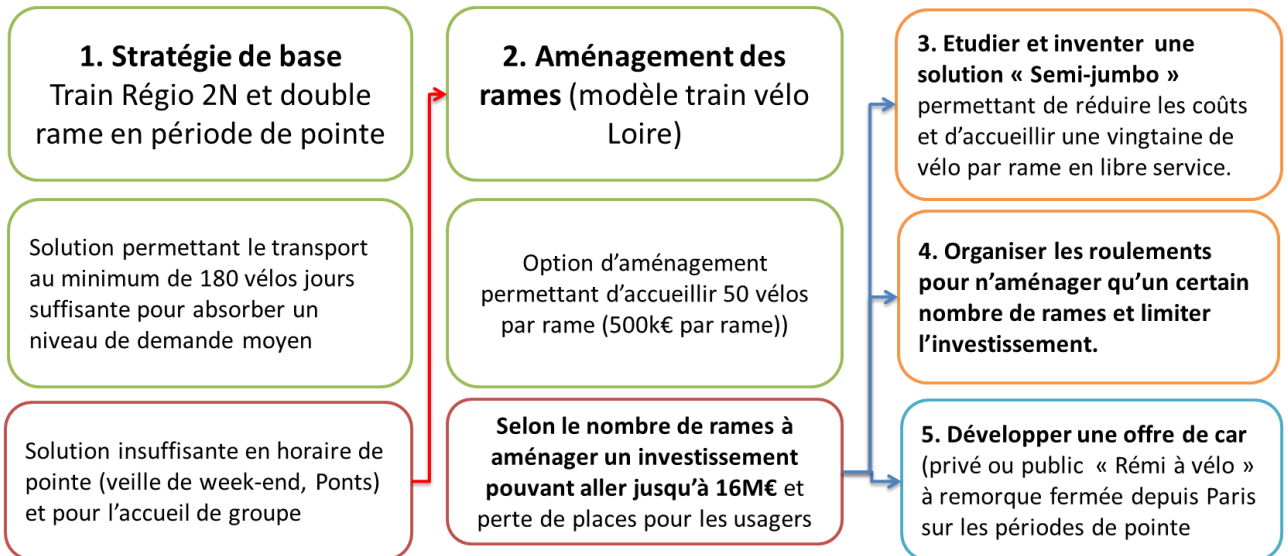 1. Stratégie de base
Train Régio 2N et double
rame en période de pointe
Solution permettant le transport
au minimum de 180 vélos jours
suffisante pour absorber un
niveau de demande moyen
Solution insuffisante en horaire de
pointe (veille de week-end, Ponts)
et pour l’accueil de groupe
2. Aménagement des
rames (modèle train vélo
Loire)
Option d’aménagement
permettant d’accueillir 50 vélos
par rame (500k€ par rame))
Selon le nombre de rames à
aménager un investissement
pouvant aller jusqu’à 16M€ et
perte de places pour les usagers
3. Etudier et inventer une
solution « Semi-jumbo »
permettant de réduire les coûts
et d’accueillir une vingtaine de
vélo par rame en libre service.
4. Organiser les roulements
pour n’aménager qu’un certain
nombre de rames et limiter
l’investissement.
5. Développer une offre de car
(privé ou public « Rémi à vélo »
à remorque fermée depuis Paris
sur les périodes de pointe